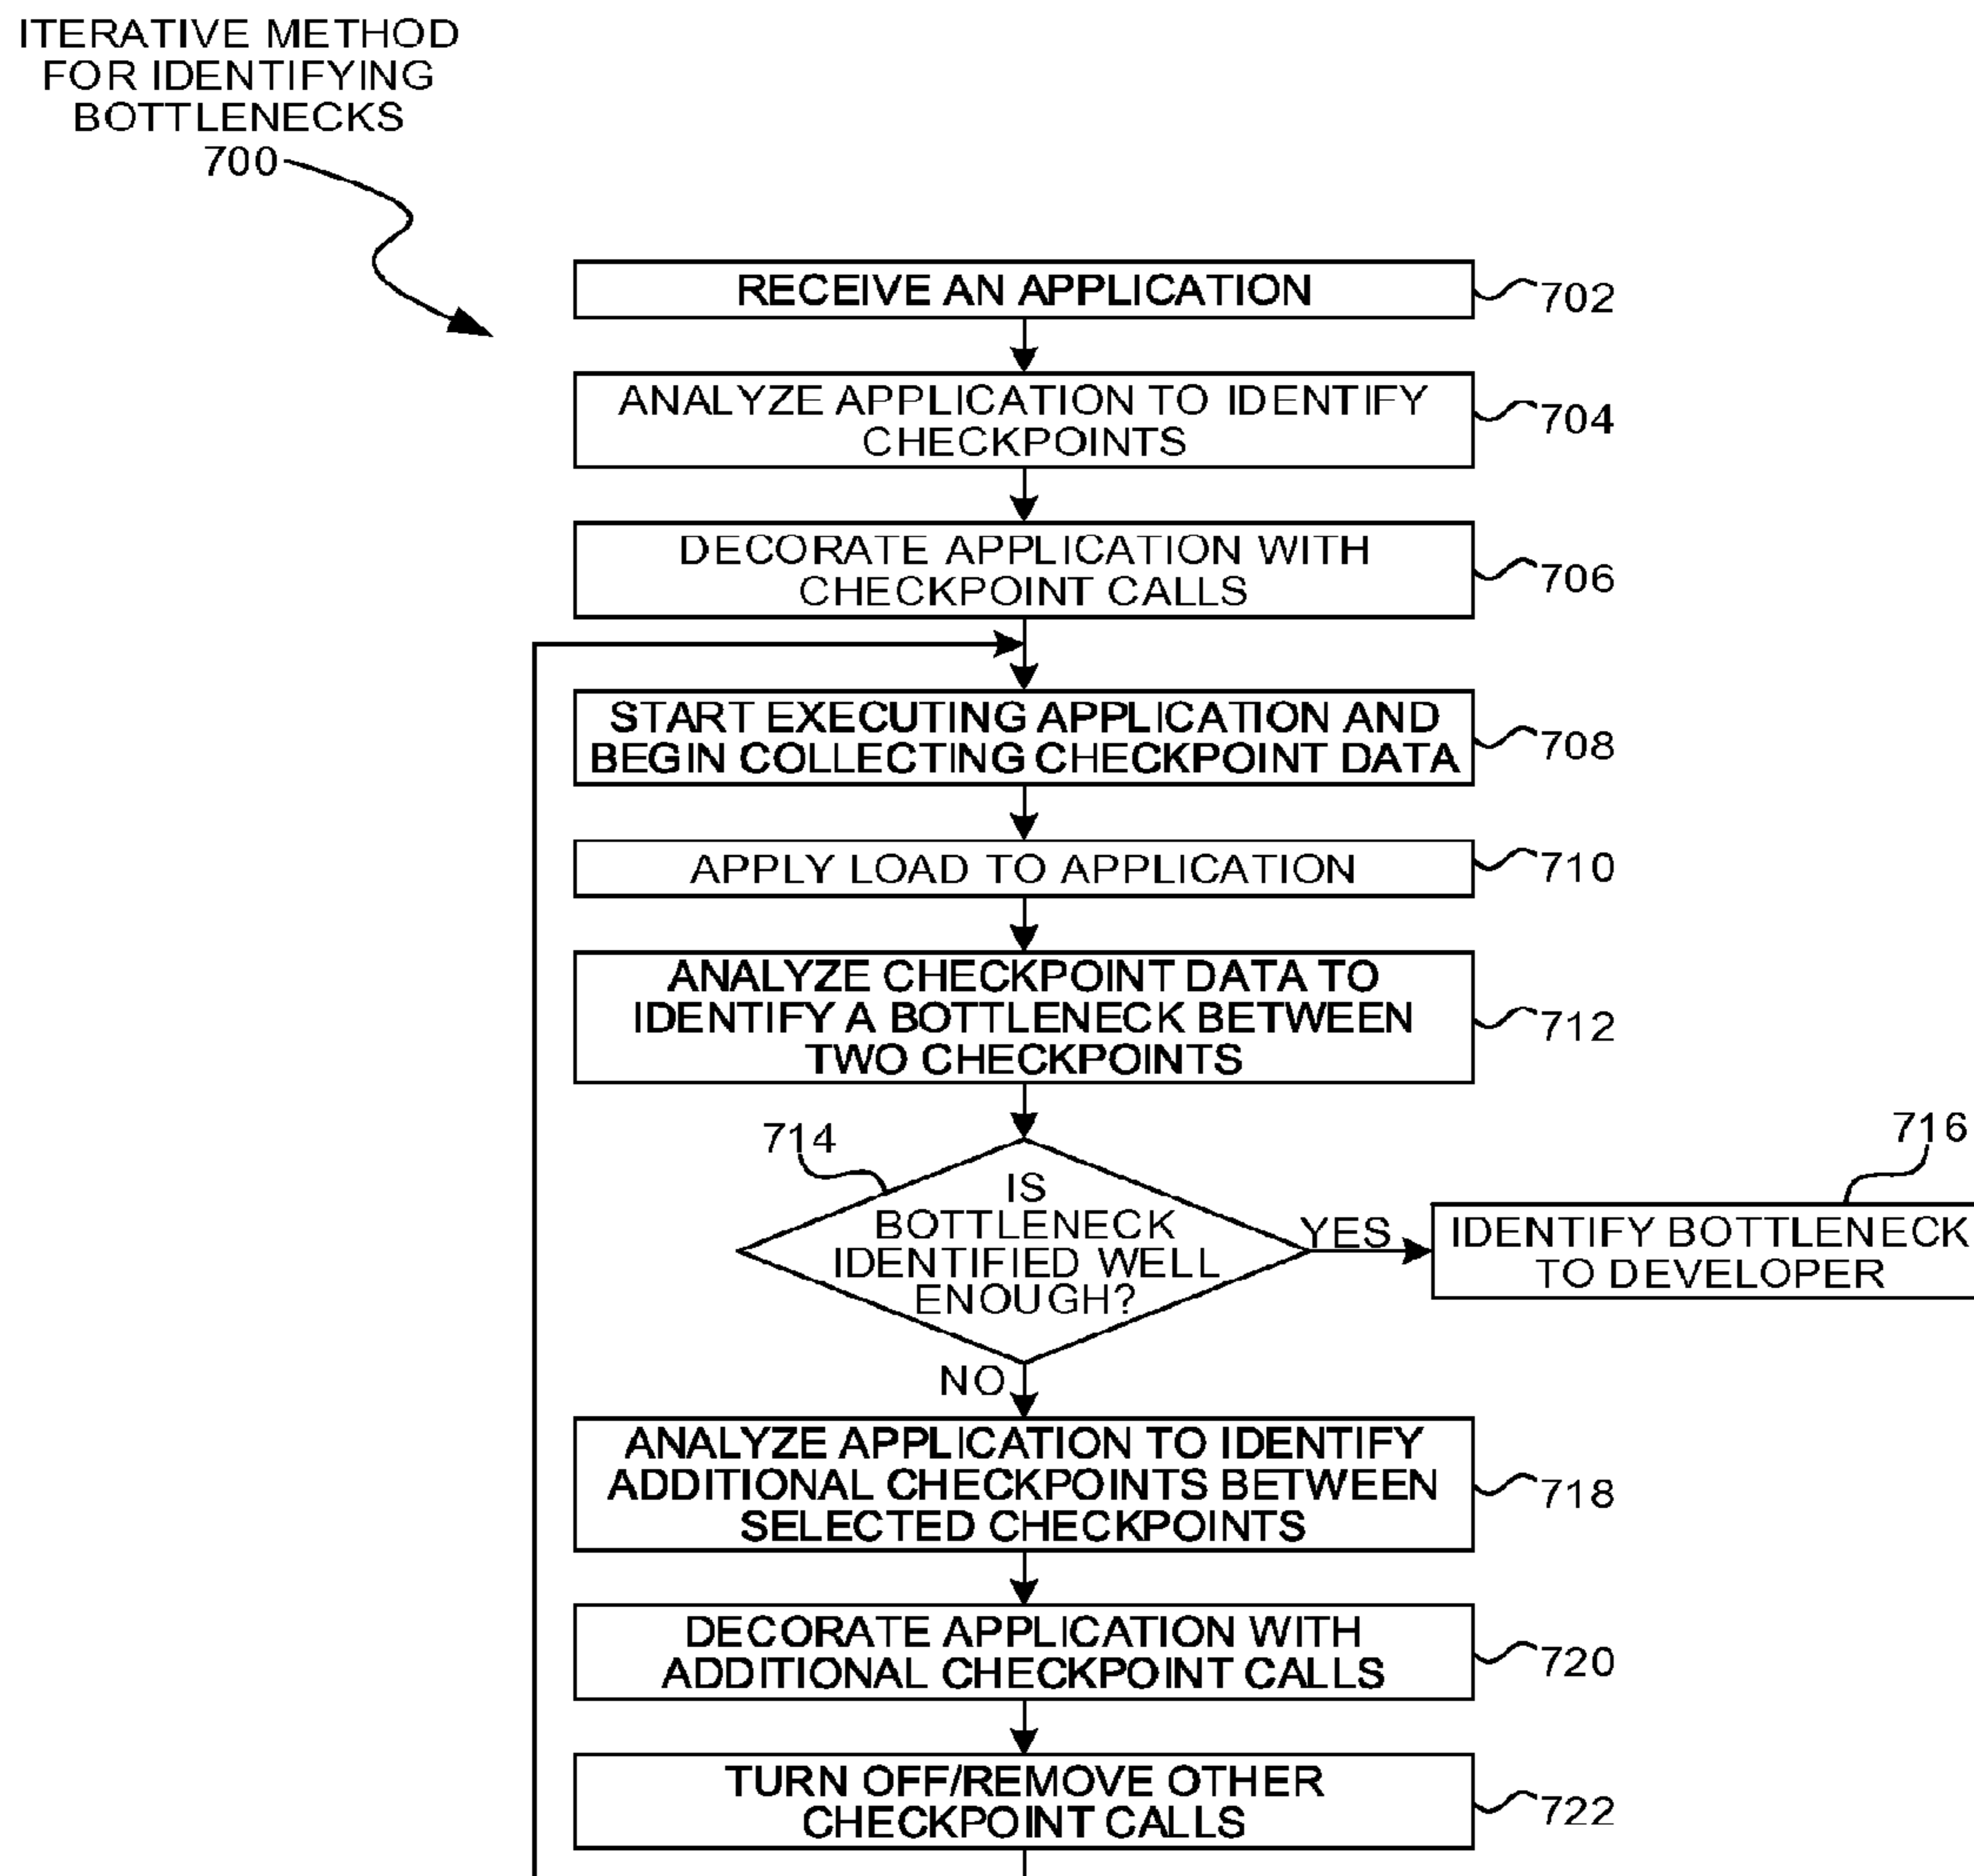 ITERATIVE METHOD
FOR IDENTIFYING
BOTTLENECKS
700
RECEIVE AN APPLICATION
702
ANALYZE APPLICATION TO IDENTIFY
CHECKPOINTS
704
DECORATE APPLICATION WITH
CHECKPOINT CALLS
706
START EXECUTING APPLICATION AND
BEGIN COLLECTING CHECKPOINT DATA
708
APPLY LOAD TO APPLICATION
710
ANALYZE CHECKPOINT DATA TO
IDENTIFY A BOTTLENECK BETWEEN
TWO CHECKPOINTS
712
714
IS
BOTTLENECK
IDENTIFIED WELL
ENOUGH?
YES
716
IDENTIFY BOTTLENECK
TO DEVELOPER
NO
ANALYZE APPLICATION TO IDENTIFY
ADDITIONAL CHECKPOINTS BETWEEN
SELECTED CHECKPOINTS
718
DECORATE APPLICATION WITH
ADDITIONAL CHECKPOINT CALLS
720
TURN OFF/REMOVE OTHER
CHECKPOINT CALLS
722